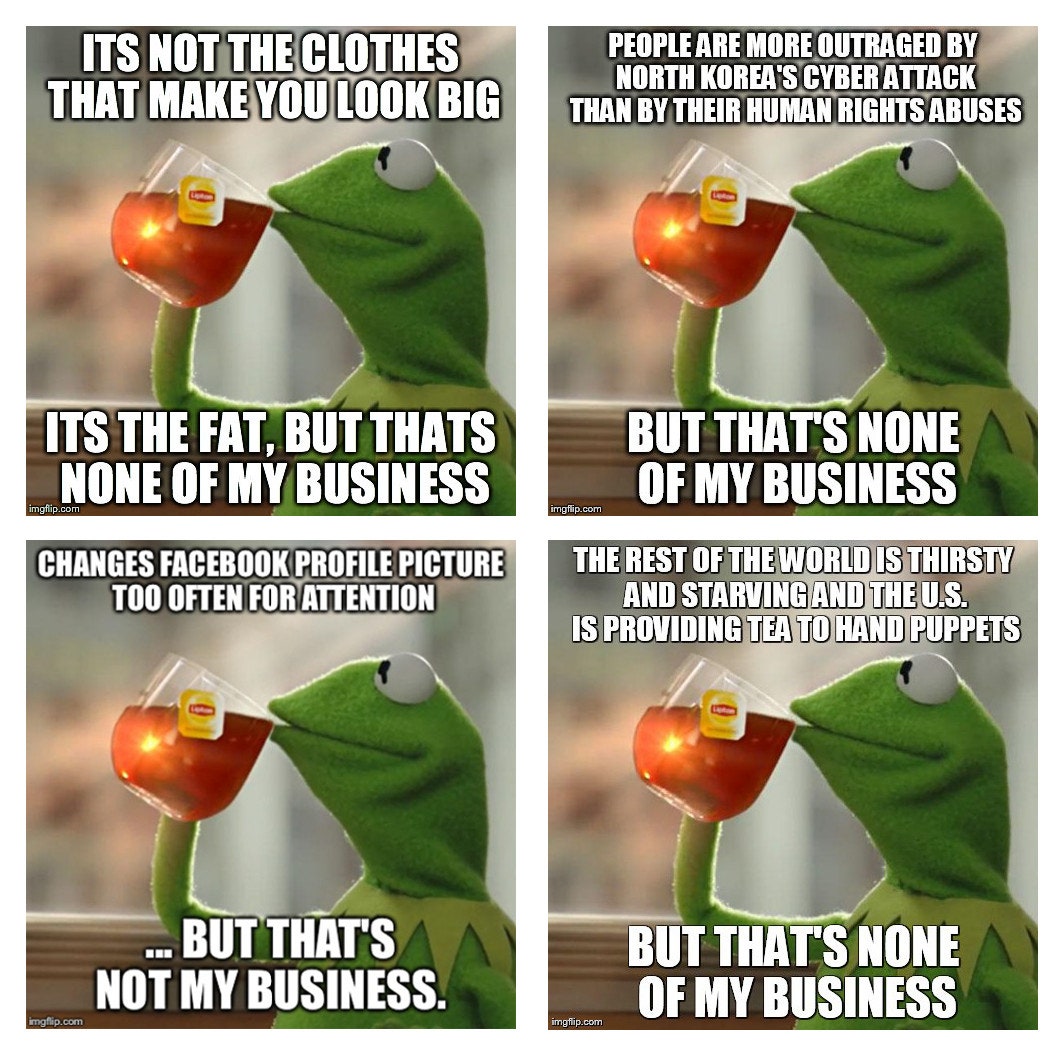 ITS NOT THE CLOTHES
THAT MAKE YOU LOOK BIG
Lipton
ITS THE FAT, BUT THATS
NONE OF MY BUSINESS
imgflip.com
PEOPLE ARE MORE OUTRAGED BY
NORTH KOREA'S CYBER ATTACK
THAN BY THEIR HUMAN RIGHTS ABUSES
Lipton
BUT THAT'S NONE
OF MY BUSINESS
imgflip.com
CHANGES FACEBOOK PROFILE PICTURE
TOO OFTEN FOR ATTENTION
Lipton
... BUT THAT'S
NOT MY BUSINESS.
imgflip.com
THE REST OF THE WORLD IS THIRSTY
AND STARVING AND THE U.S.
IS PROVIDING TEA TO HAND PUPPETS
Lipton
BUT THAT'S NONE
OF MY BUSINESS
imgflip.com